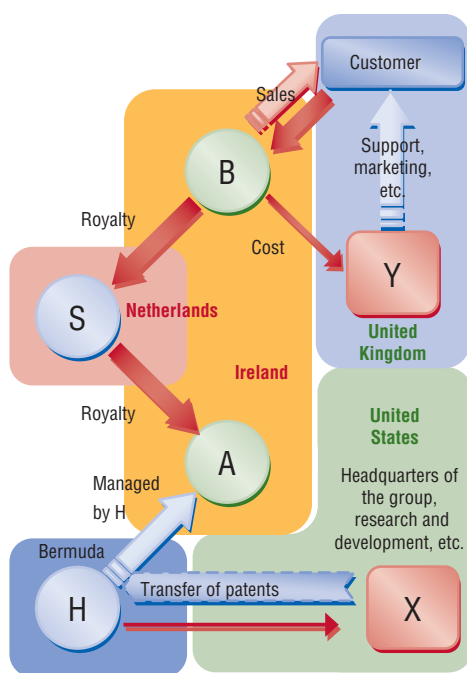 Customer
Sales
B
Support,
marketing,
etc.
Royalty
Cost
Y
S
Netherlands
United
Kingdom
Ireland
Royalty
A
United
States
Managed
by H
Headquarters of
the group,
research and
development, etc.
Bermuda
H
Transfer of patents
X